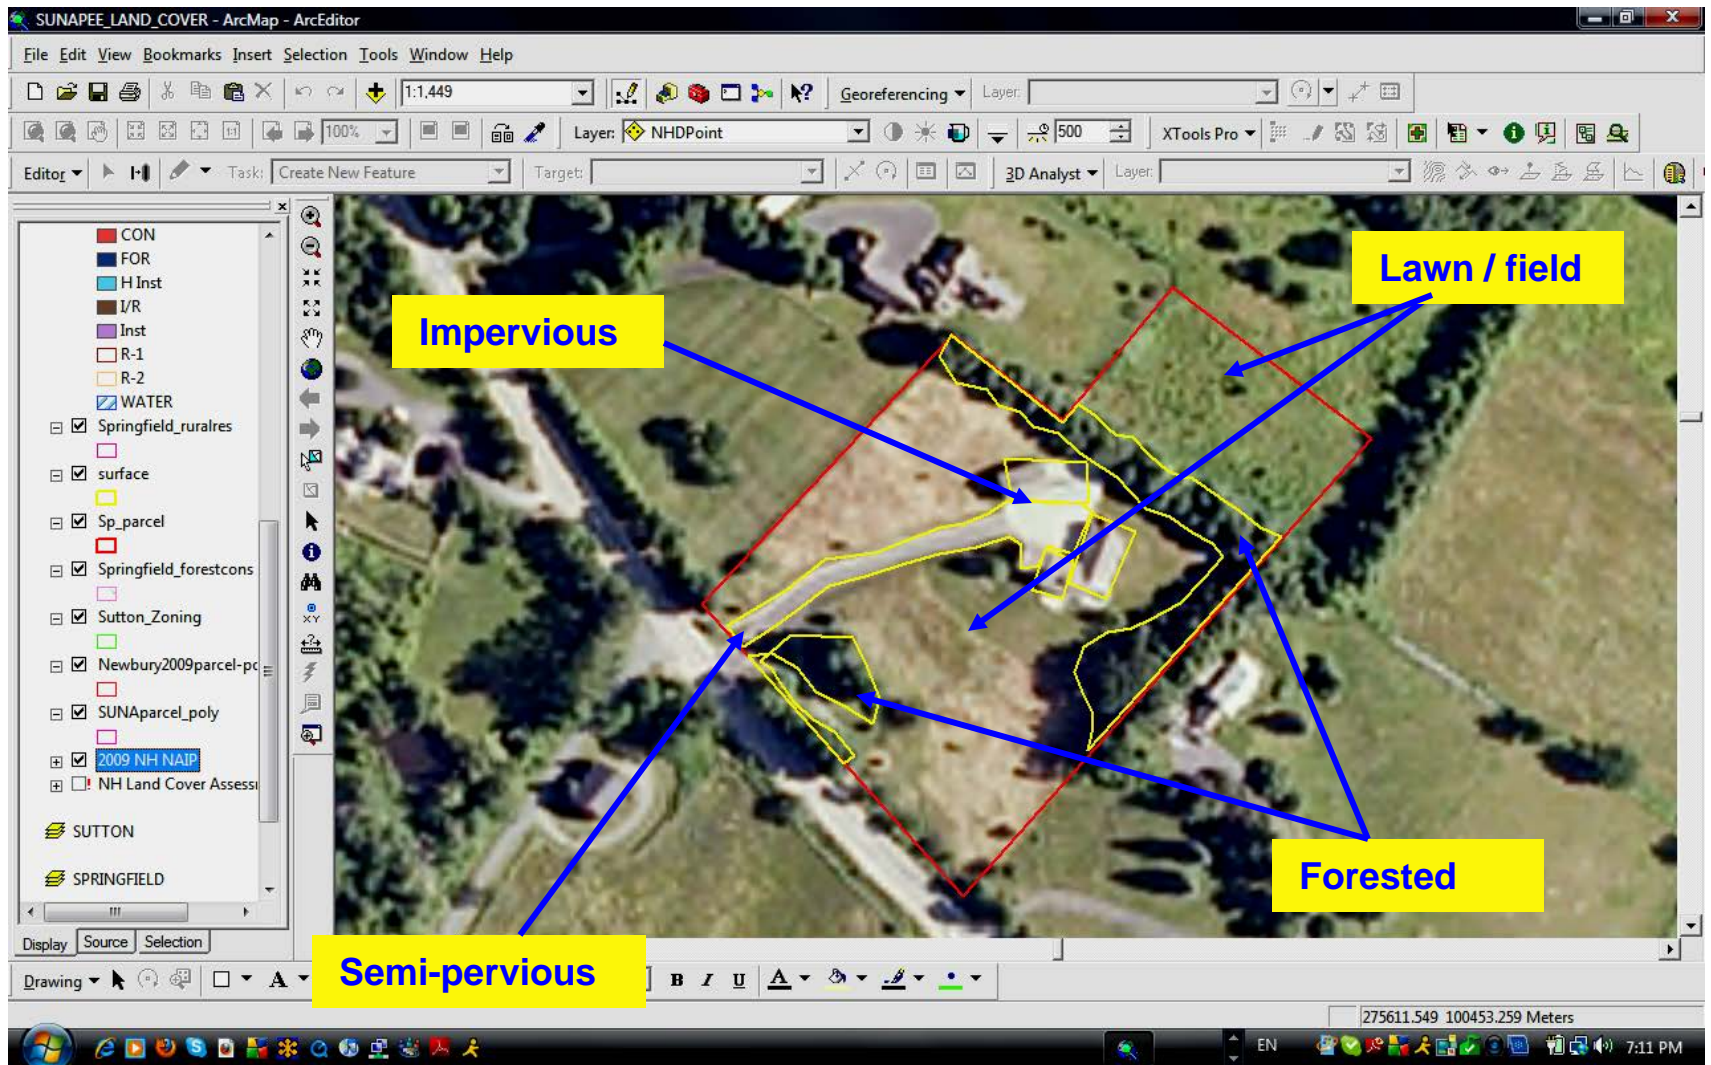 SUNAPEE_LAND_COVER - ArcMap - ArcEditor
File Edit View Bookmarks Insert Selection Tools Window Help
1:1,449
Georeferencing Layer:
100%
Layer: NHDPoint
500
XTools Pro
Editor Task: Create New Feature Target:
3D Analyst Layer:
CON
FOR
H Inst
I/R
Inst
R-1
R-2
WATER
Springfield_ruralres
surface
Sp_parcel
Springfield_forestcons
Sutton_Zoning
Newbury2009parcel-pc
SUNAparcel_poly
2009 NH NAIP
NH Land Cover Assess
SUTTON
SPRINGFIELD
Display Source Selection
Lawn / field
Impervious
Forested
Semi-pervious
Drawing A B I U A
275611.549 100453.259 Meters
EN 7:11 PM